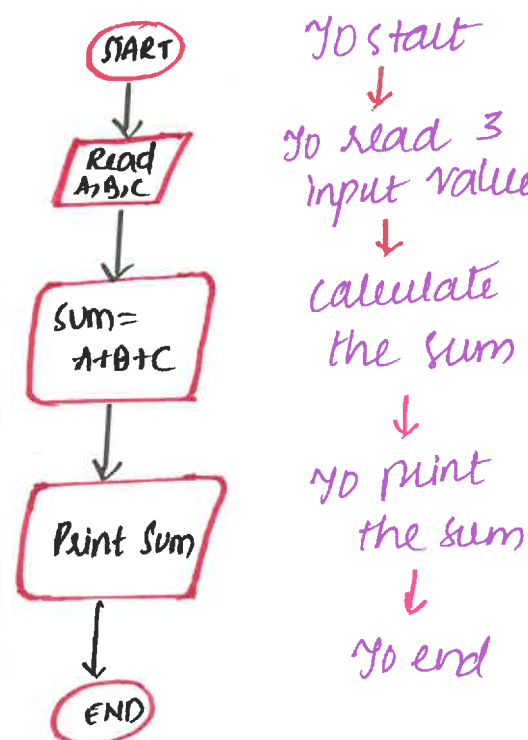 START
Read
A,B,C
Sum=
A+B+C
Print Sum
END
To start
To read 3
input value
calculate
the sum
To print
the sum
To end